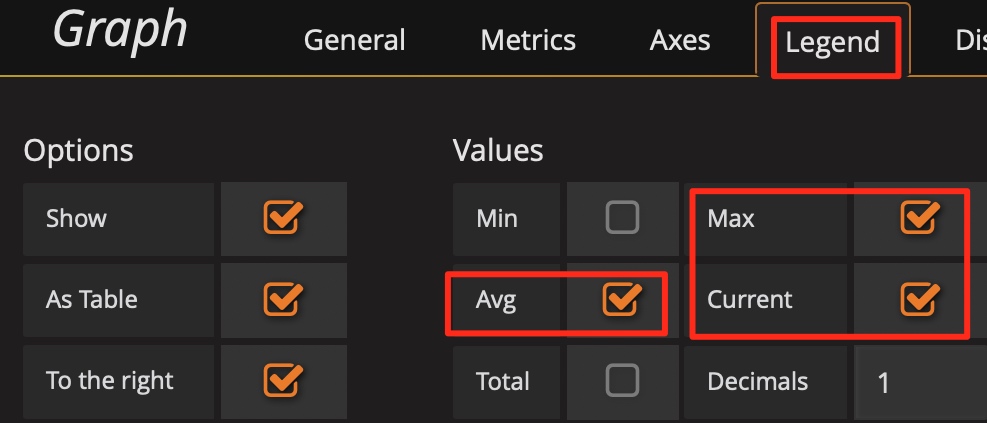 Graph General Metrics Axes Legend
Options Values
Show Min Max
As Table Avg Current
To the right Total Decimals 1